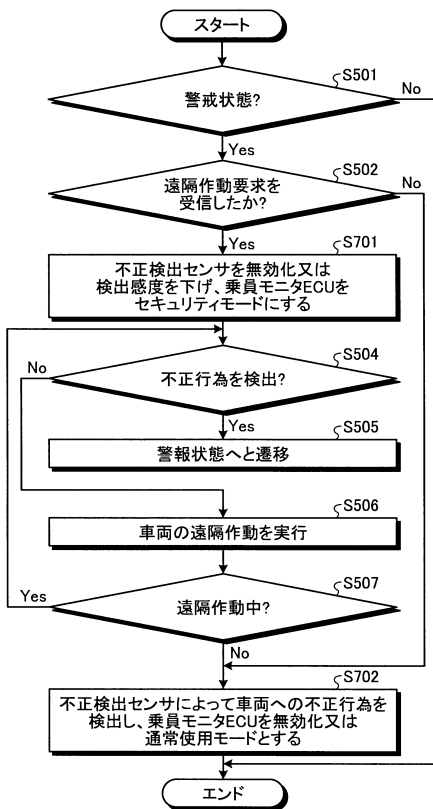 スタート
S501
警戒状態?
No
Yes
S502
遠隔作動要求を
受信したか?
No
Yes
S701
不正検出センサを無効化又は
検出感度を下げ、乗員モニタECUを
セキュリティモードにする
S504
不正行為を検出?
No
Yes
S505
警報状態へと遷移
S506
車両の遠隔作動を実行
S507
遠隔作動中?
Yes
No
S702
不正検出センサによって車両への不正行為を
検出し、乗員モニタECUを無効化又は
通常使用モードとする
エンド